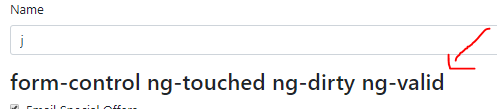 Name
j
form-control ng-touched ng-dirty ng-valid
Email Special Offers